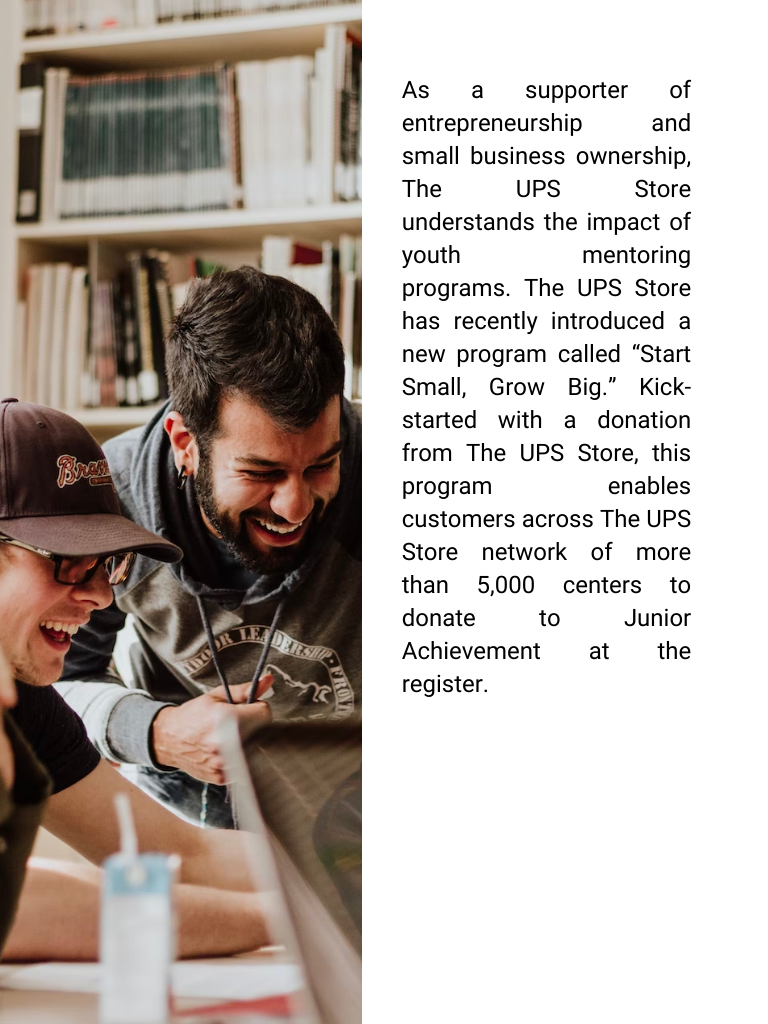 As a supporter of
entrepreneurship and
small business ownership,
The UPS Store
understands the impact of
youth mentoring
programs. The UPS Store
has recently introduced a
new program called “Start
Small, Grow Big.” Kick-
started with a donation
from The UPS Store, this
program enables
customers across The UPS
Store network of more
than 5,000 centers to
donate to Junior
Achievement at the
register.
LEADERSHIP